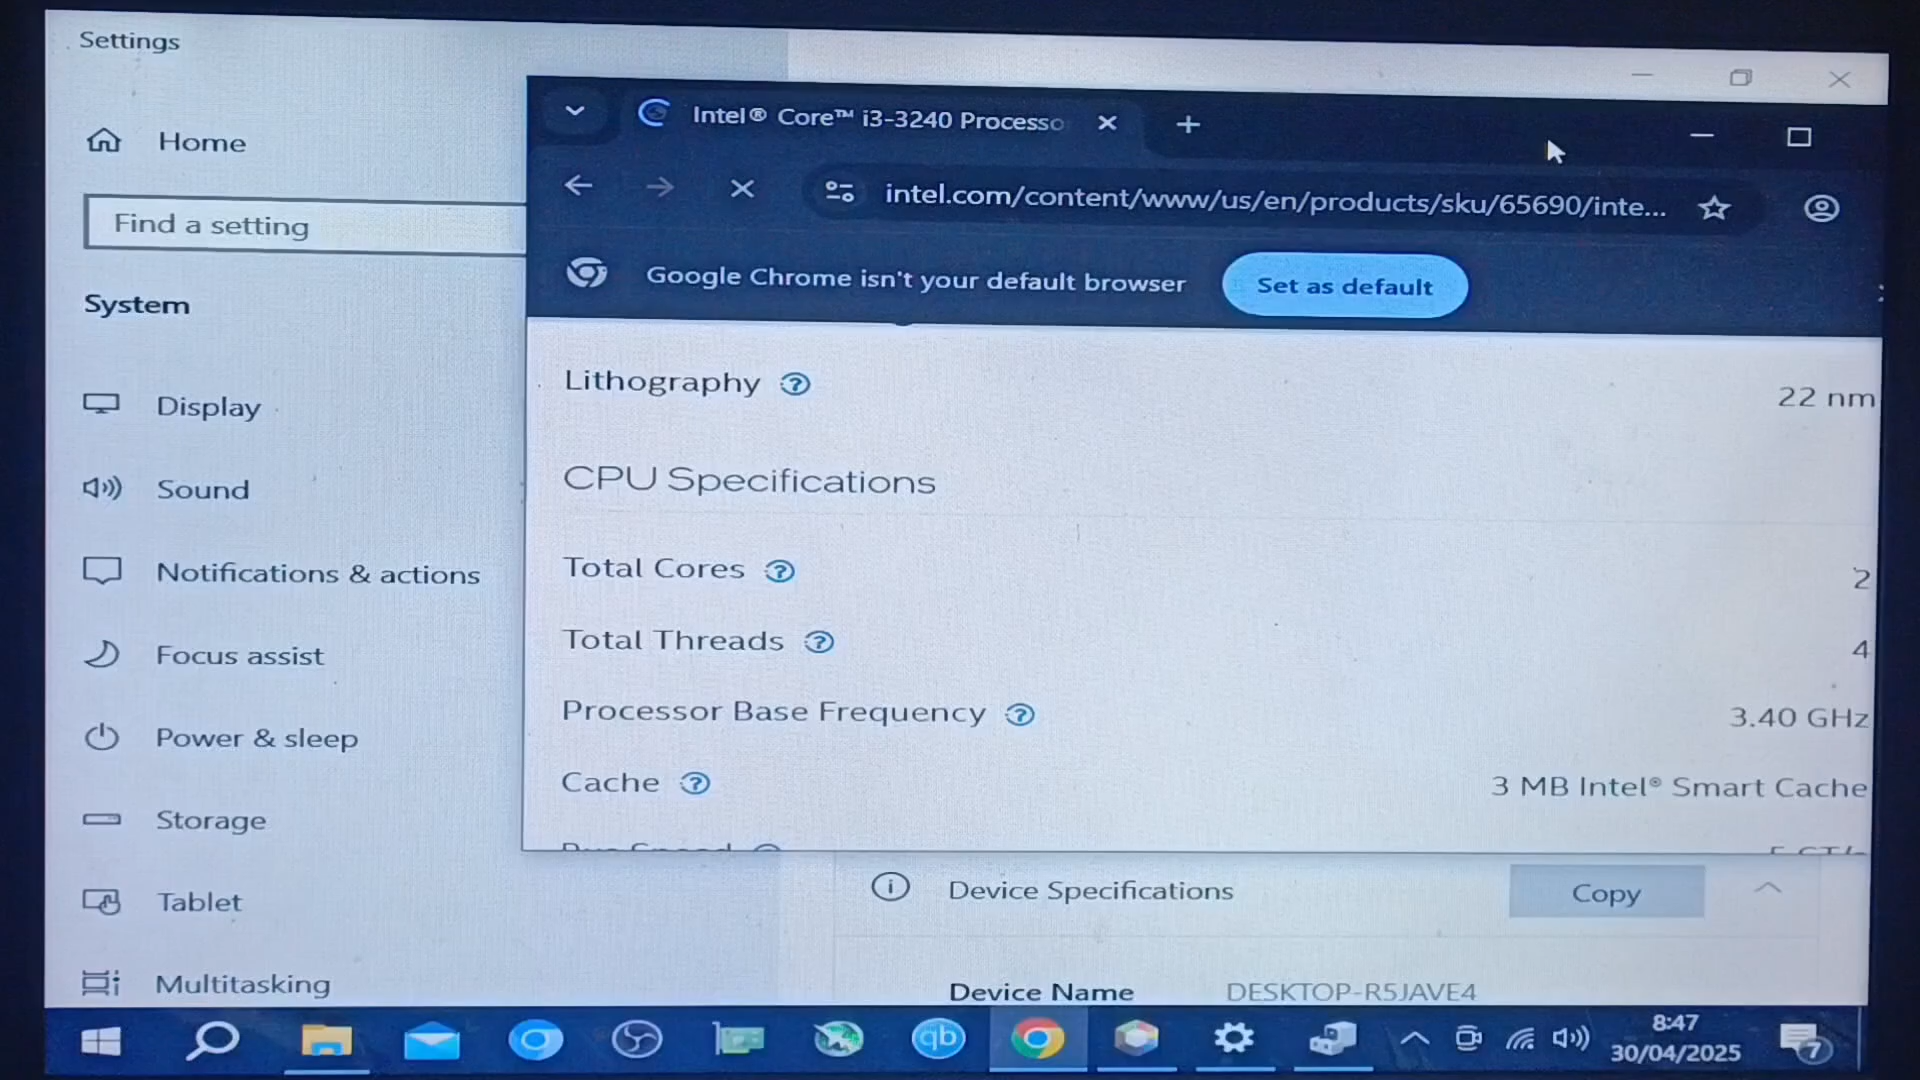 Settings
Home
Find a setting
System
Display
Sound
Notifications & actions
Focus assist
Power & sleep
Storage
Tablet
Multitasking
Intel® Core™ i3-3240 Processo
intel.com/content/www/us/en/products/sku/65690/inte...
Google Chrome isn't your default browser
Set as default
Lithography ? 22 nm
CPU Specifications
Total Cores ? 2
Total Threads ? 4
Processor Base Frequency ? 3.40 GHz
Cache ? 3 MB Intel® Smart Cache
Device Specifications
Copy
Device Name DESKTOP-R5JAVE4
qb
8:47
30/04/2025
7